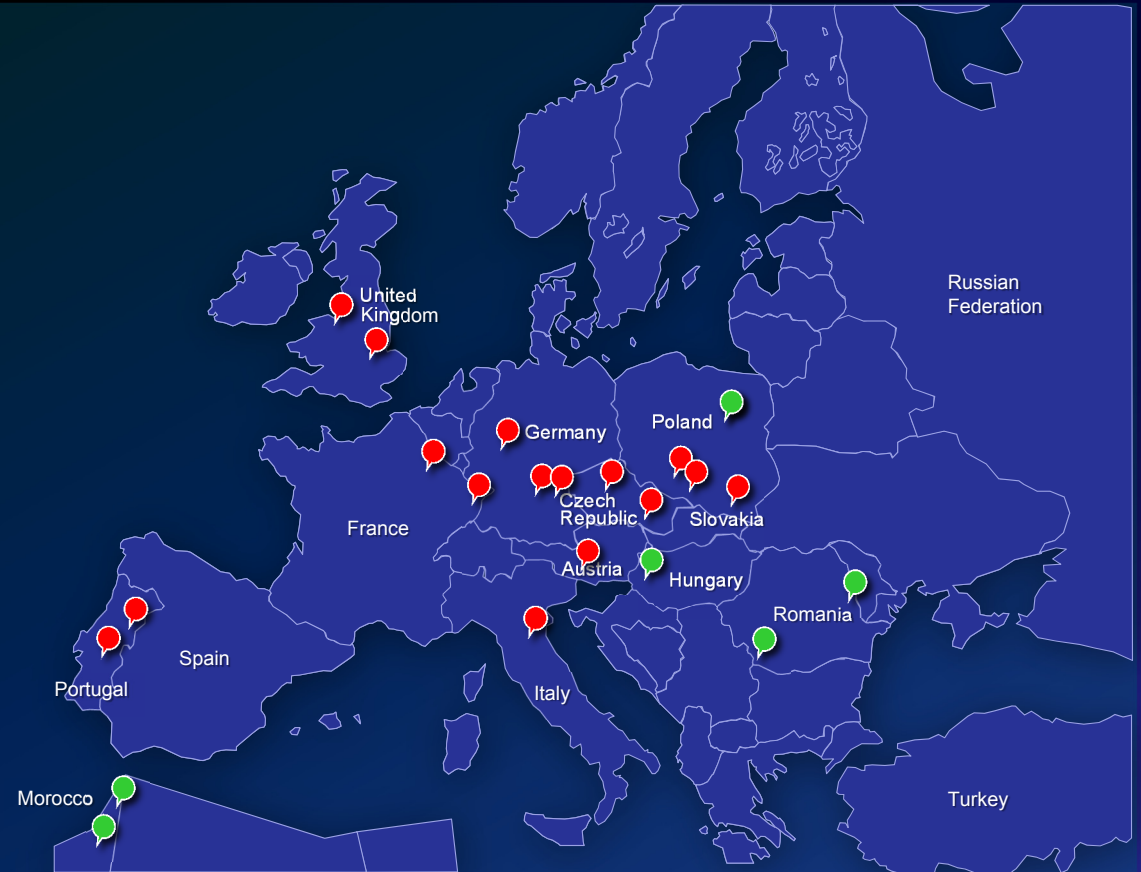 Russian
Federation
United
Kingdom
Poland
Germany
Czech
Republic
Slovakia
France
Austria
Hungary
Romania
Spain
Portugal
Italy
Morocco
Turkey